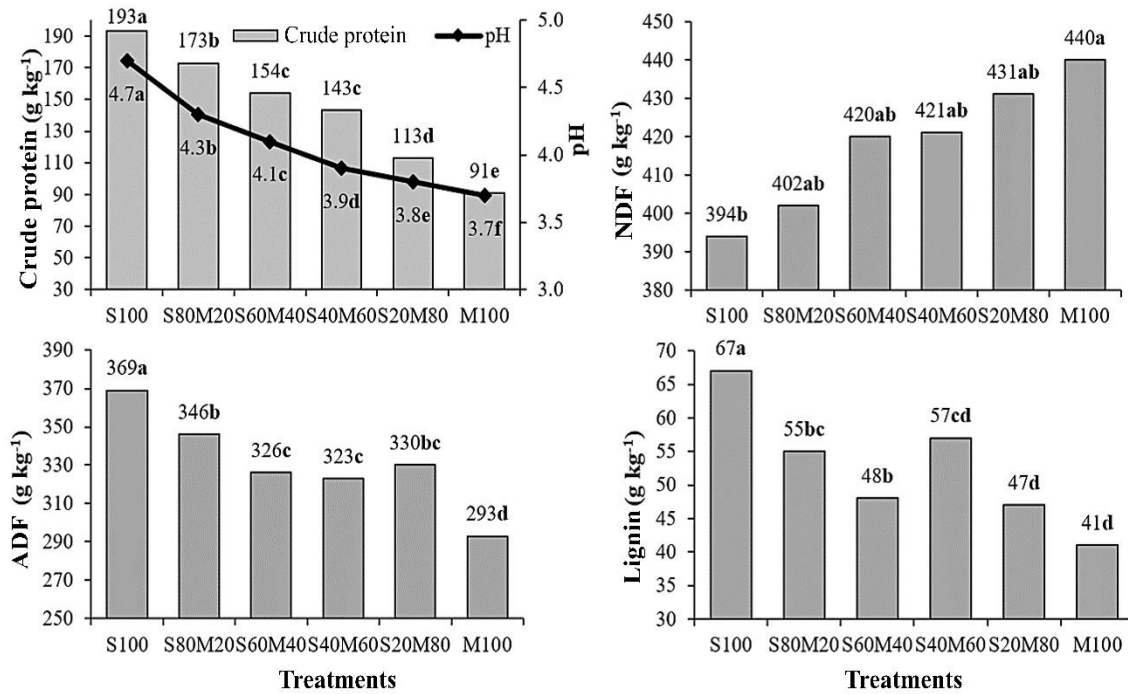 193a
173b
154c
143c
113d
91e
Crude protein
pH
4.7a
4.3b
4.1c
3.9d
3.8e
3.7f
Crude protein (g kg⁻¹)
190
170
150
130
110
90
70
50
30
pH
5.0
4.5
4.0
3.5
3.0
S100 S80M20 S60M40 S40M60 S20M80 M100
NDF (g kg⁻¹)
450
440
430
420
410
400
390
380
394b
402ab
420ab
421ab
431ab
440a
S100 S80M20 S60M40 S40M60 S20M80 M100
ADF (g kg⁻¹)
390
370
350
330
310
290
270
250
369a
346b
326c
323c
330bc
293d
S100 S80M20 S60M40 S40M60 S20M80 M100
Treatments
Lignin (g kg⁻¹)
70
65
60
55
50
45
40
35
30
67a
55bc
48b
57cd
47d
41d
S100 S80M20 S60M40 S40M60 S20M80 M100
Treatments